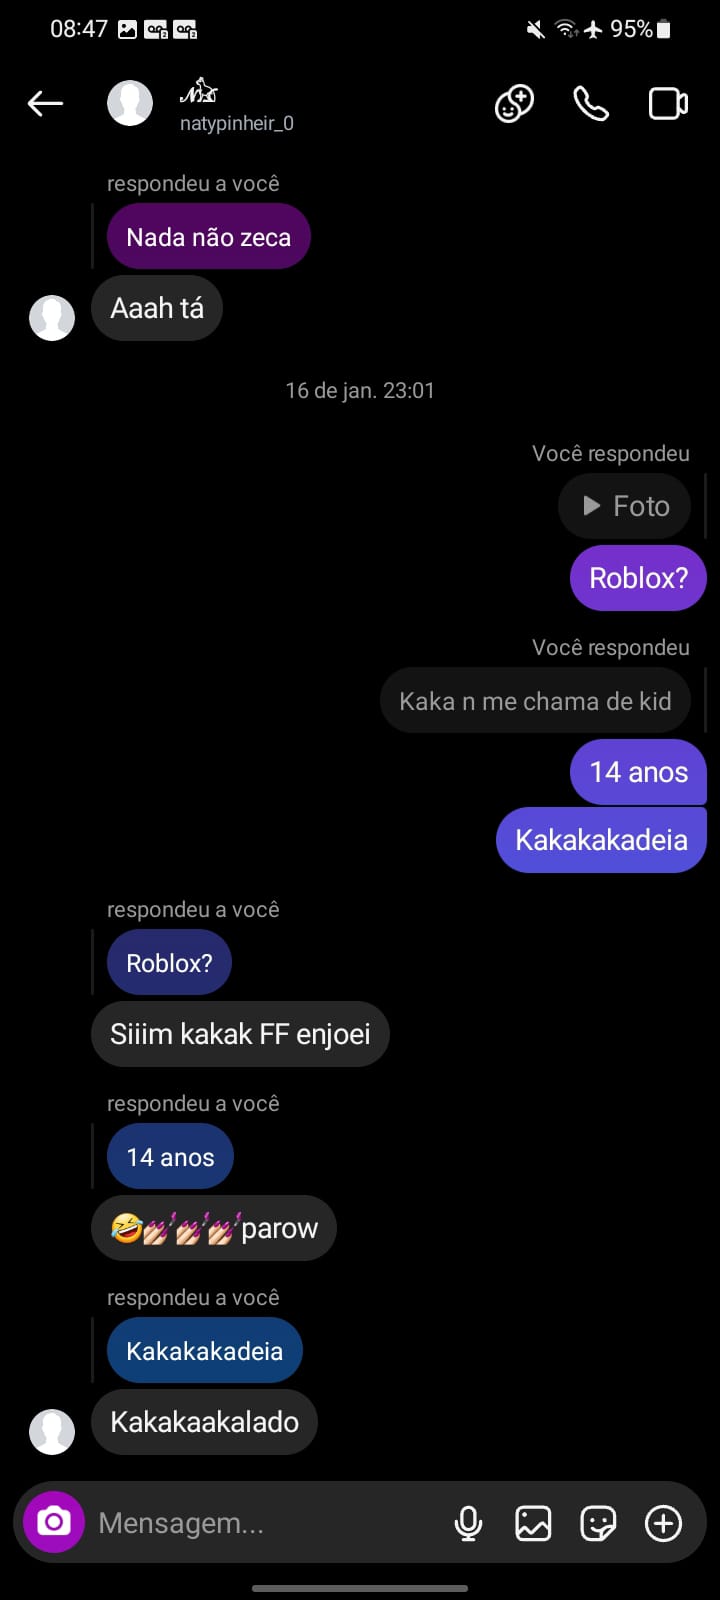 08:47
95%
natypinheir_0
respondeu a você
Nada não zeca
Aaah tá
16 de jan. 23:01
Você respondeu
Foto
Roblox?
Você respondeu
Kaka n me chama de kid
14 anos
Kakakakadeia
respondeu a você
Roblox?
Siiim kakak FF enjoei
respondeu a você
14 anos
🤣💅🏻💅🏻💅🏻parow
respondeu a você
Kakakakadeia
Kakakaakalado
Mensagem...